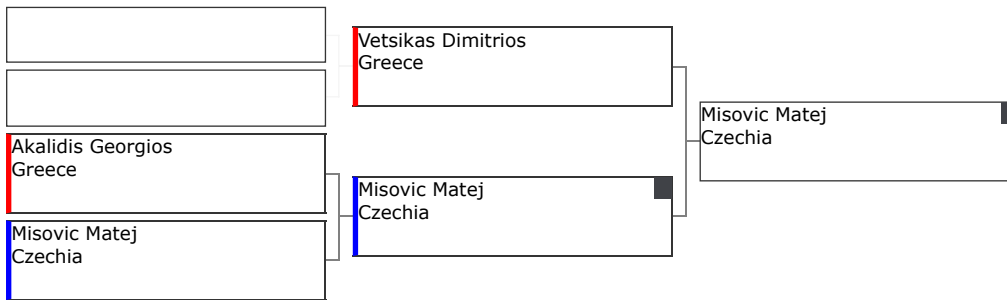 Vetsikas Dimitrios
Greece
Akalidis Georgios
Greece
Misovic Matej
Czechia
Misovic Matej
Czechia
Misovic Matej
Czechia